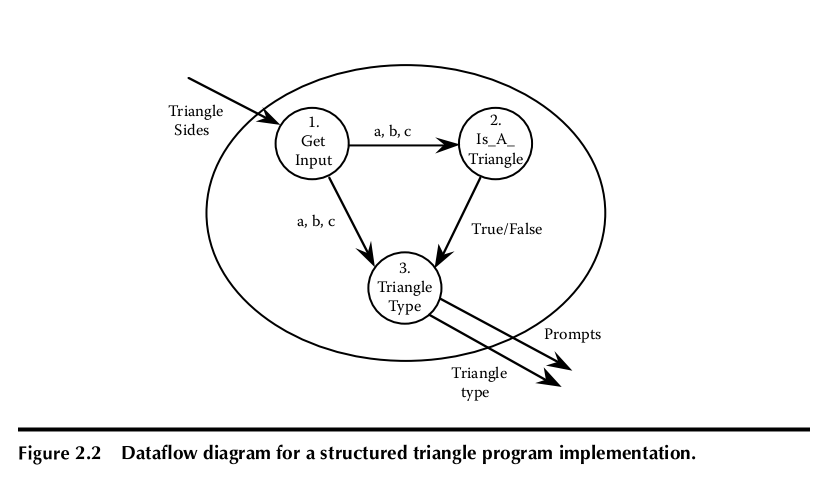 Triangle
Sides
1.
Get
Input
a, b, c
2.
Is_A_
Triangle
a, b, c
True/False
3.
Triangle
Type
Prompts
Triangle
type
Figure 2.2 Dataflow diagram for a structured triangle program implementation.